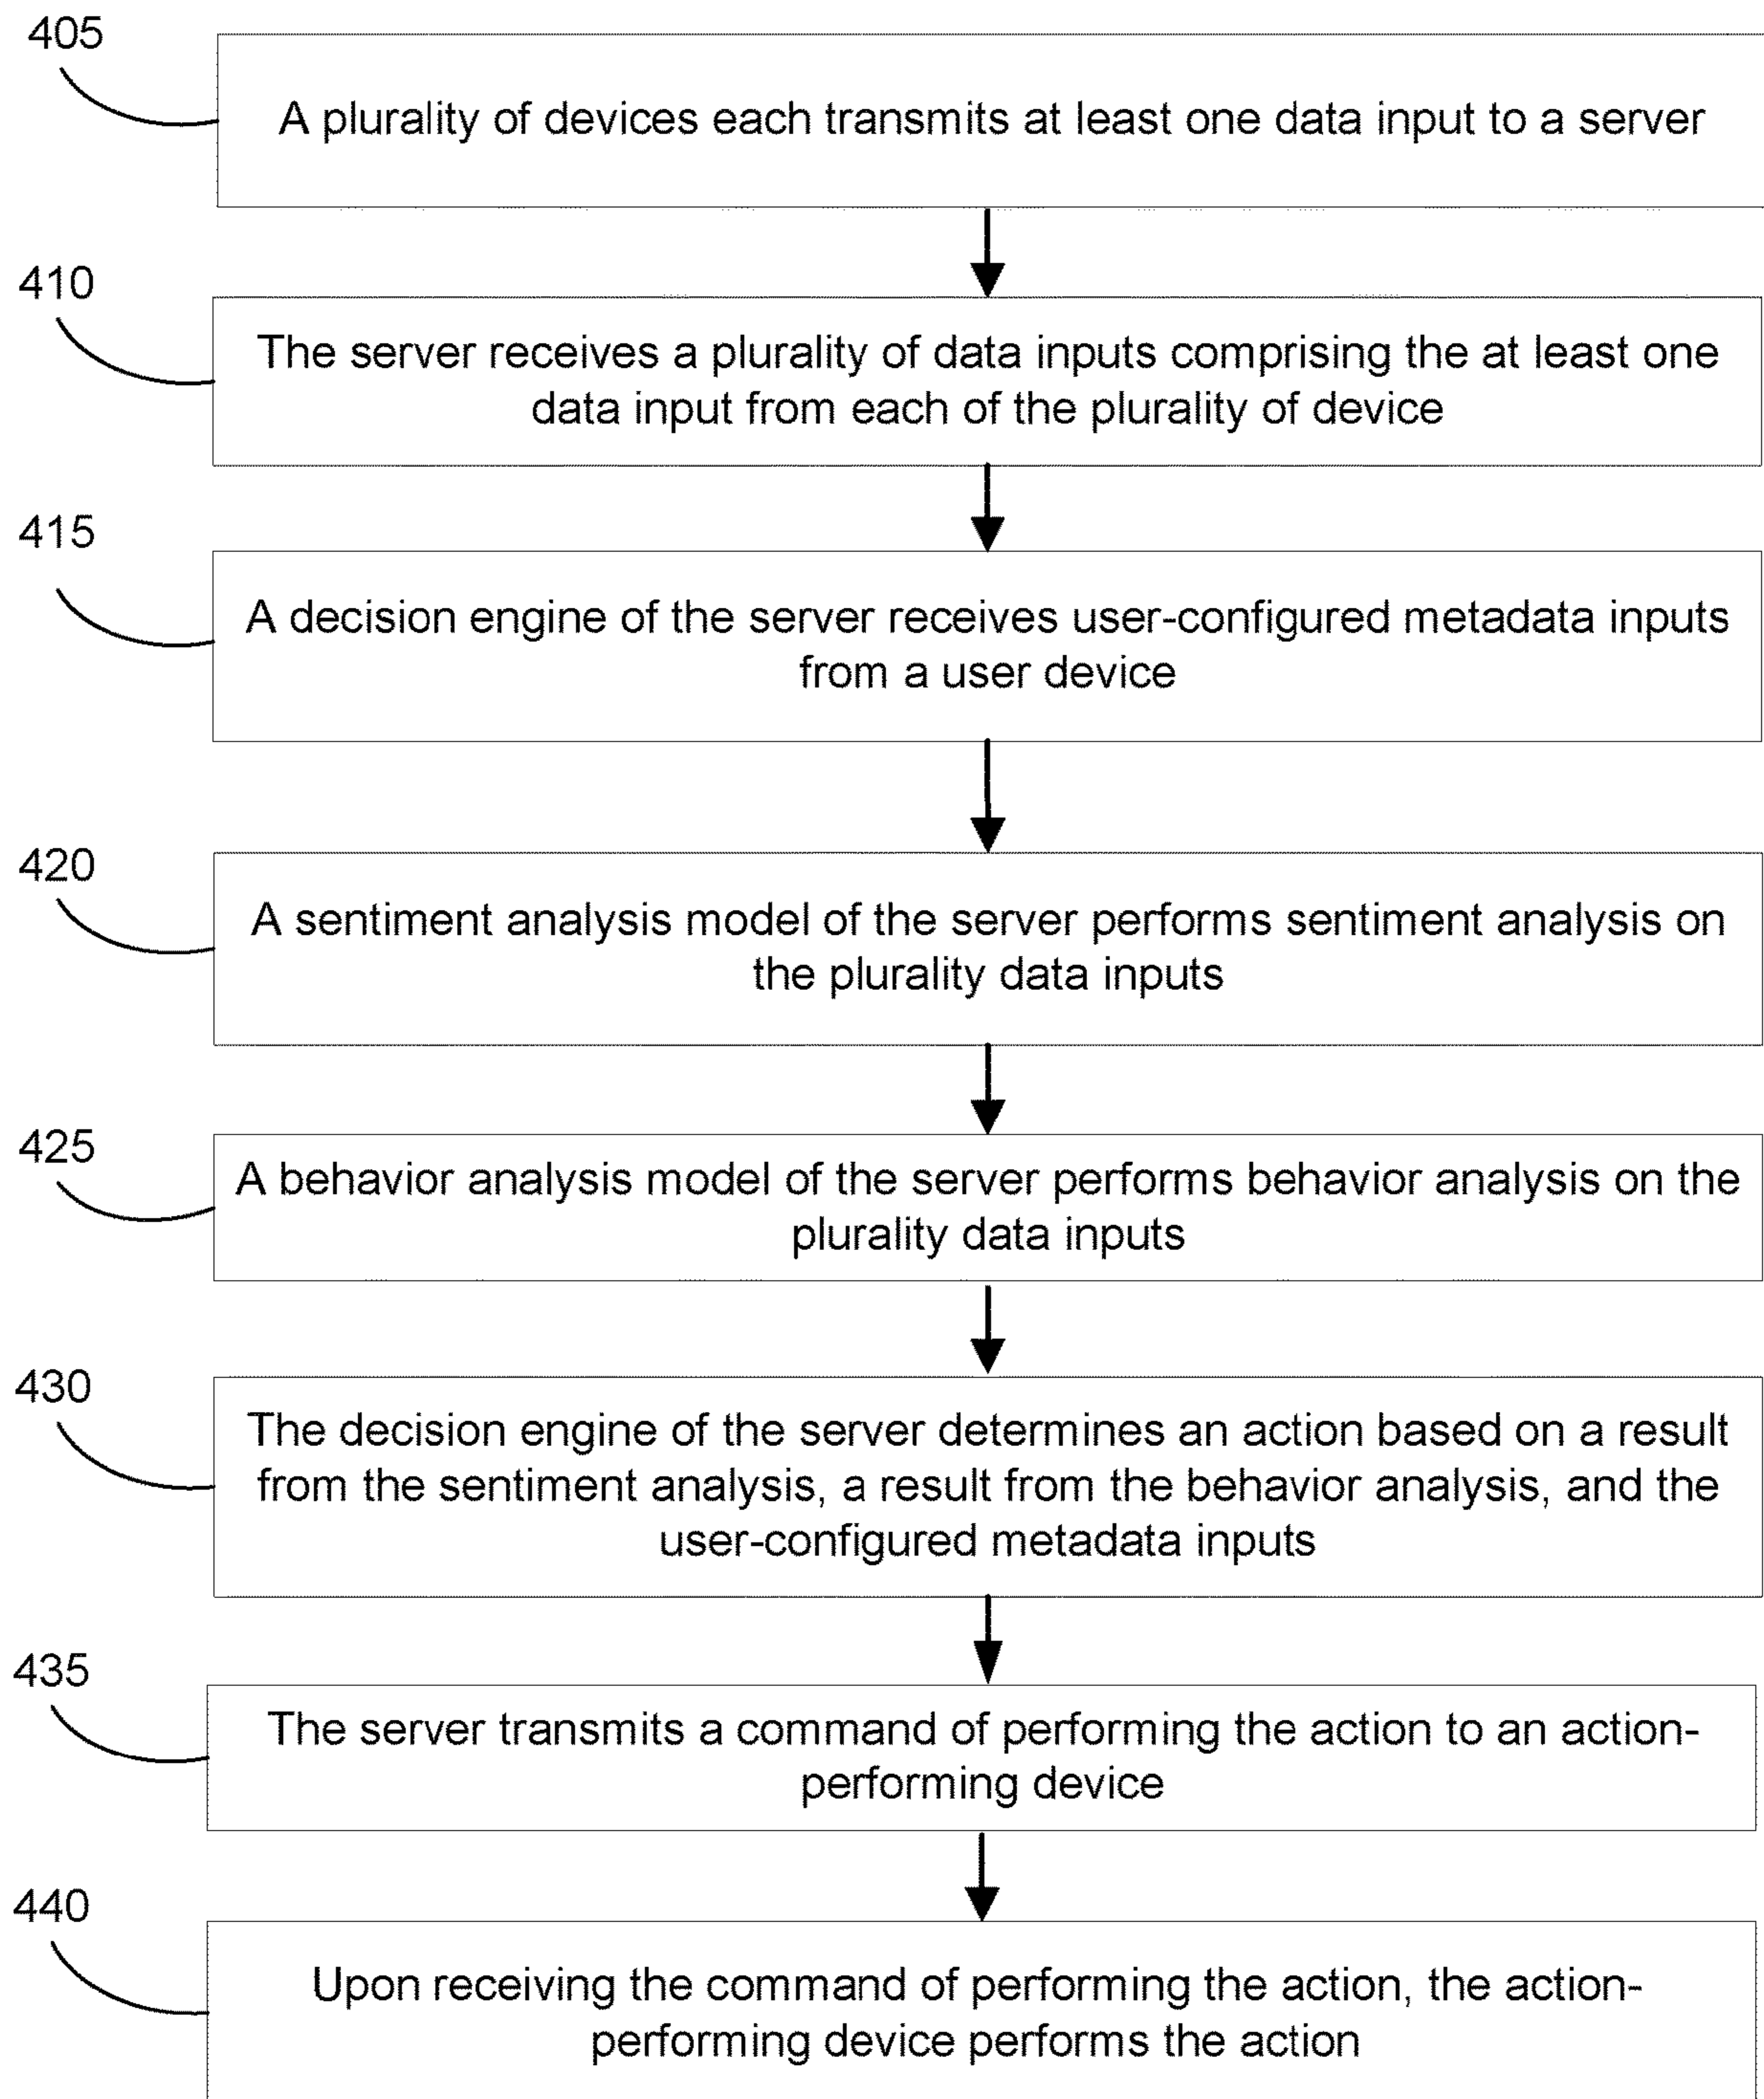 405
A plurality of devices each transmits at least one data input to a server
410
The server receives a plurality of data inputs comprising the at least one
data input from each of the plurality of device
415
A decision engine of the server receives user-configured metadata inputs
from a user device
420
A sentiment analysis model of the server performs sentiment analysis on
the plurality data inputs
425
A behavior analysis model of the server performs behavior analysis on the
plurality data inputs
430
The decision engine of the server determines an action based on a result
from the sentiment analysis, a result from the behavior analysis, and the
user-configured metadata inputs
435
The server transmits a command of performing the action to an action-
performing device
440
Upon receiving the command of performing the action, the action-
performing device performs the action